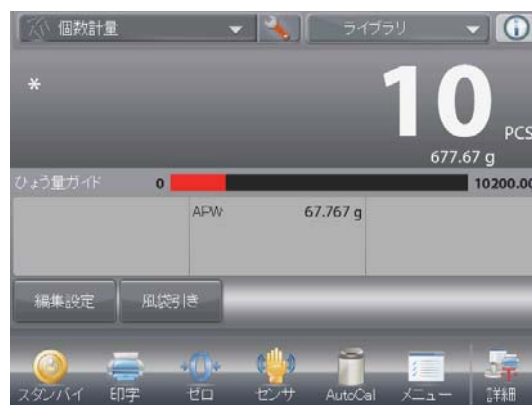 個数計量 ライブラリ
*
10 PCS
677.67 g
ひょう量ガイド 0 10200.00
APW: 67.767 g
編集設定 風袋引き
スタンバイ 印字 ゼロ センサ AutoCal メニュー 詳細